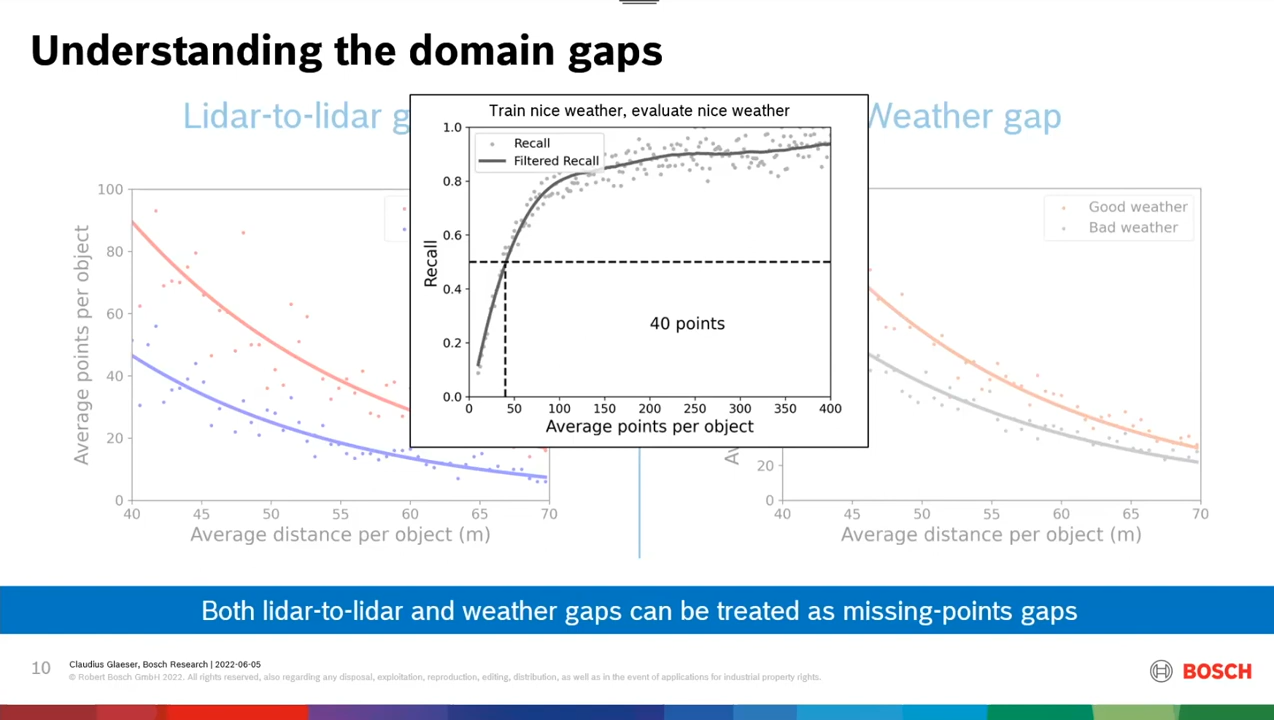 Understanding the domain gaps
Lidar-to-lidar g
Weather gap
Train nice weather, evaluate nice weather
Recall
Filtered Recall
1.0
0.8
0.6
0.4
0.2
0.0
Recall
40 points
0 50 100 150 200 250 300 350 400
Average points per object
100
80
60
40
20
0
Average points per object
40 45 50 55 60 65 70
Average distance per object (m)
Good weather
Bad weather
20
0
Av
40 45 50 55 60 65 70
Average distance per object (m)
Both lidar-to-lidar and weather gaps can be treated as missing-points gaps
10
Claudius Glaeser, Bosch Research | 2022-06-05
© Robert Bosch GmbH 2022. All rights reserved, also regarding any disposal, exploitation, reproduction, editing, distribution, as well as in the event of applications for industrial property rights.
BOSCH